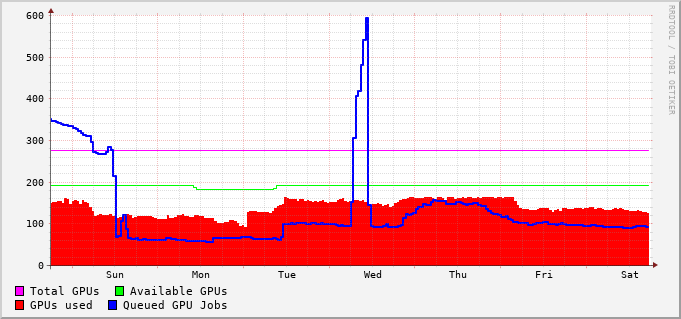 600
500
400
300
200
100
0
Sun Mon Tue Wed Thu Fri Sat
Total GPUs Available GPUs
GPUs used Queued GPU Jobs
RRDTOOL / TOBI OETIKER